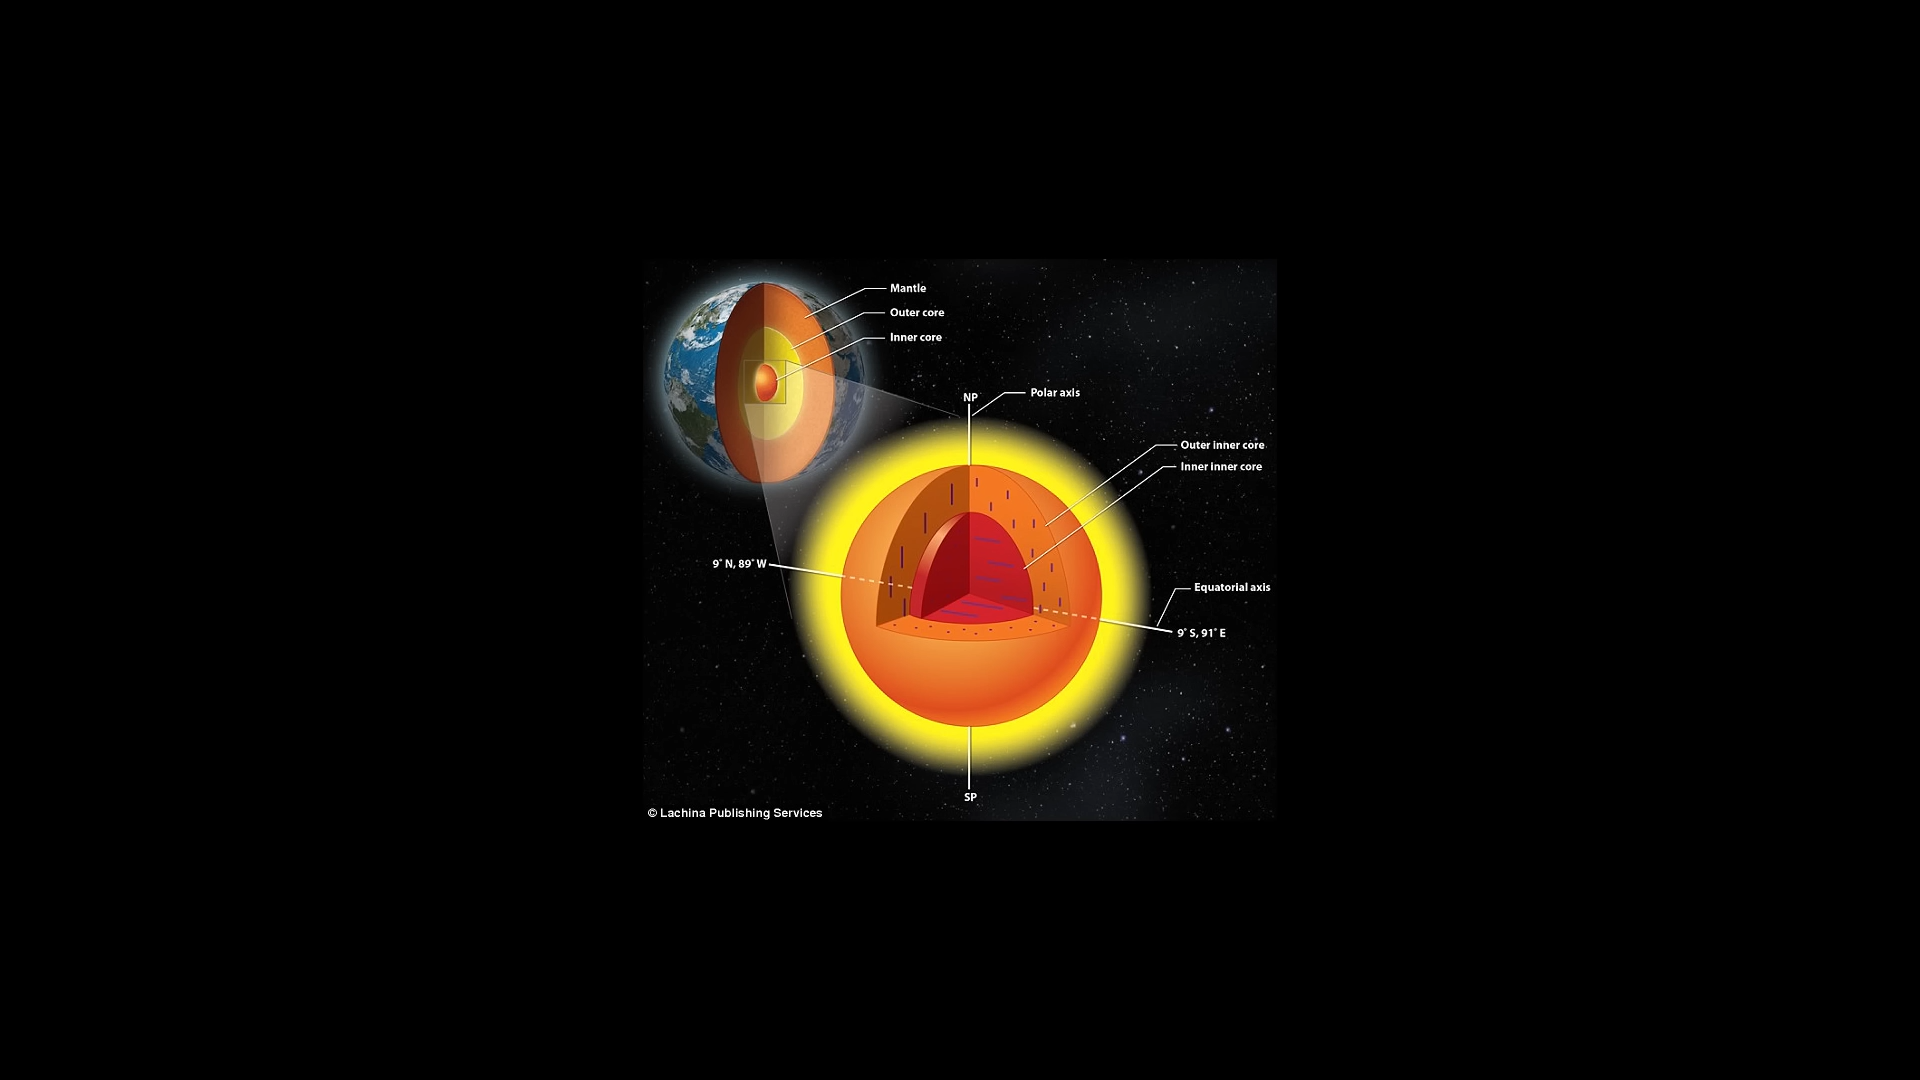 Mantle
Outer core
Inner core
Polar axis
NP
Outer inner core
Inner inner core
9° N, 89° W
Equatorial axis
9° S, 91° E
SP
© Lachina Publishing Services